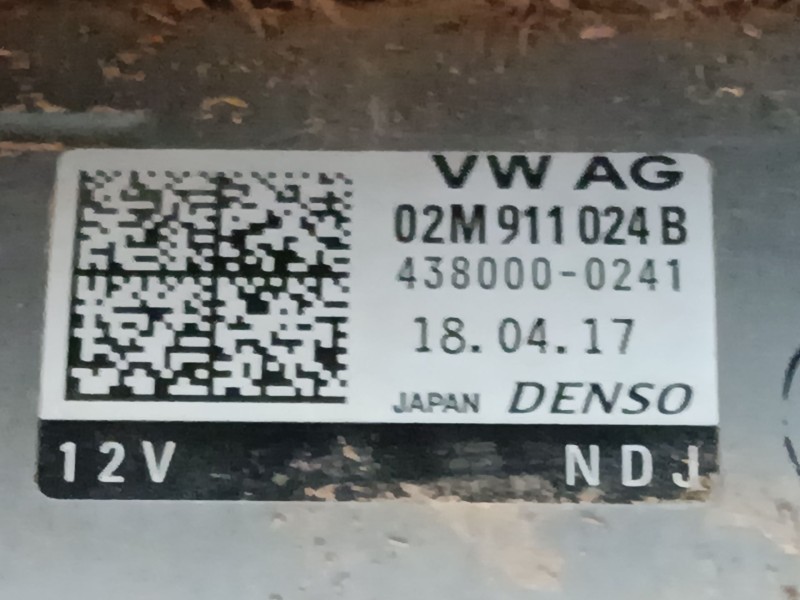 VW AG
02M 911 024 B
438000-0241
18.04.17
JAPAN DENSO
12V NDJ